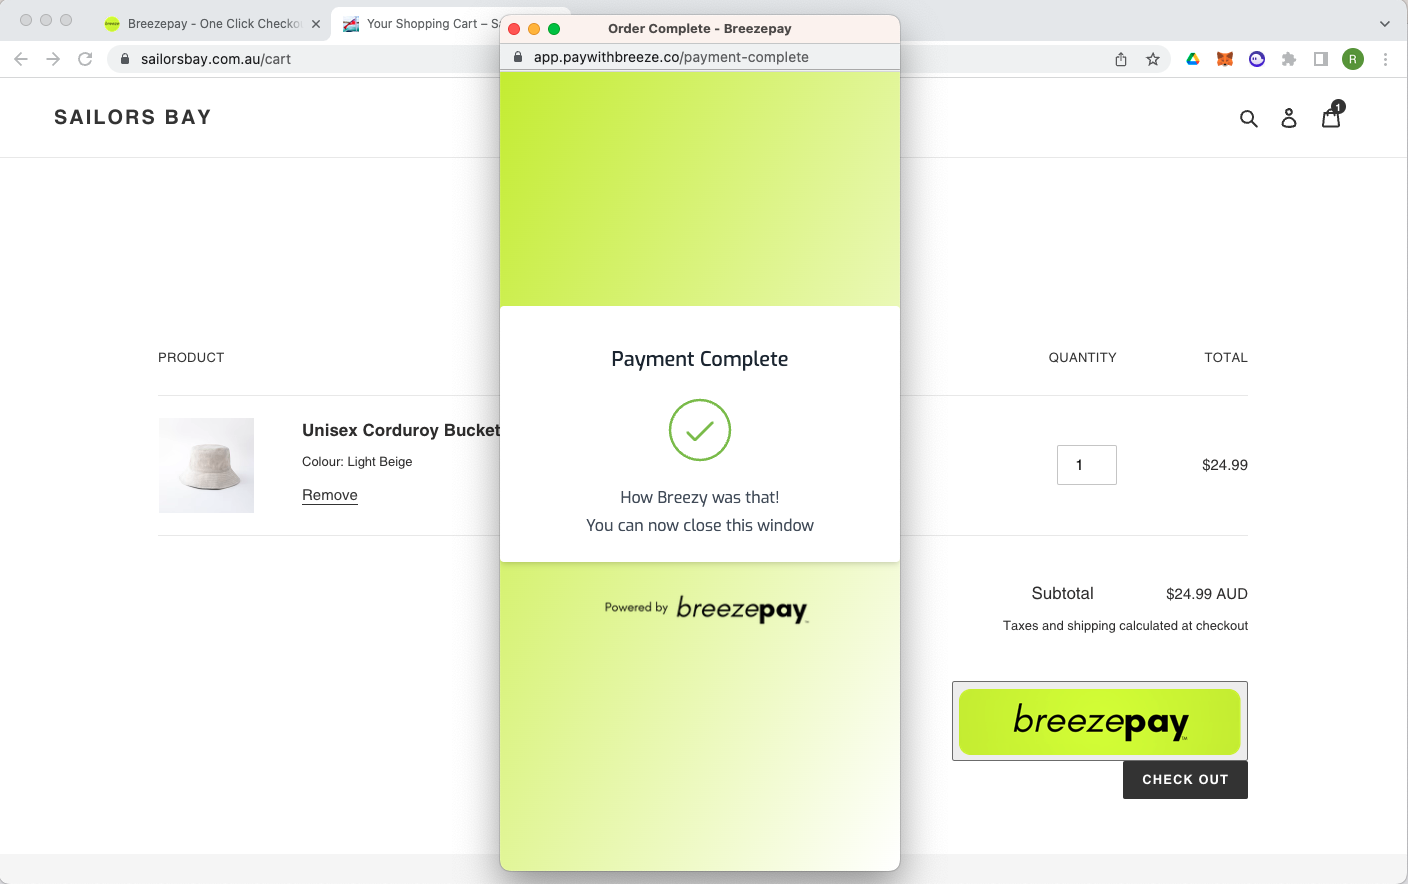 Breezepay - One Click Checko
Your Shopping Cart – S
sailorsbay.com.au/cart
R
Order Complete - Breezepay
app.paywithbreeze.co/payment-complete
SAILORS BAY
1
PRODUCT
QUANTITY
TOTAL
Unisex Corduroy Bucket
Colour: Light Beige
Remove
1
$24.99
Payment Complete
How Breezy was that!
You can now close this window
Powered by breezepay
Subtotal
$24.99 AUD
Taxes and shipping calculated at checkout
breezepay
CHECK OUT